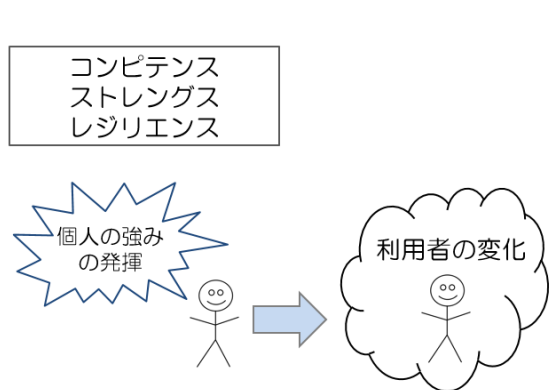 コンピテンス
ストレングス
レジリエンス
個人の強み
の発揮
利用者の変化